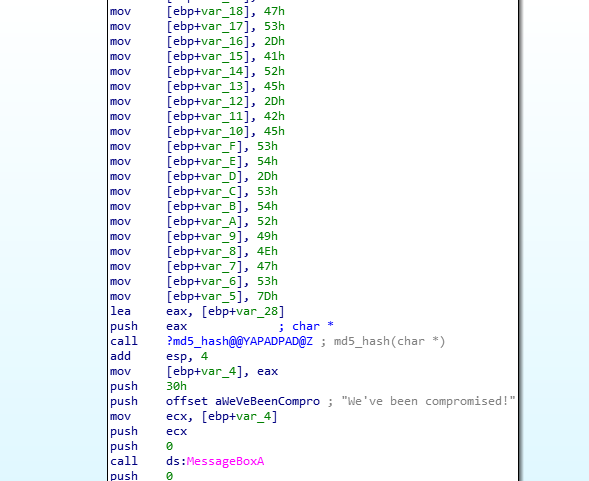 mov [ebp+var_18], 47h
mov [ebp+var_17], 53h
mov [ebp+var_16], 2Dh
mov [ebp+var_15], 41h
mov [ebp+var_14], 52h
mov [ebp+var_13], 45h
mov [ebp+var_12], 2Dh
mov [ebp+var_11], 42h
mov [ebp+var_10], 45h
mov [ebp+var_F], 53h
mov [ebp+var_E], 54h
mov [ebp+var_D], 2Dh
mov [ebp+var_C], 53h
mov [ebp+var_B], 54h
mov [ebp+var_A], 52h
mov [ebp+var_9], 49h
mov [ebp+var_8], 4Eh
mov [ebp+var_7], 47h
mov [ebp+var_6], 53h
mov [ebp+var_5], 7Dh
lea eax, [ebp+var_28]
push eax ; char *
call ?md5_hash@@YAPADPAD@Z ; md5_hash(char *)
add esp, 4
mov [ebp+var_4], eax
push 30h
push offset aWeVeBeenCompro ; "We've been compromised!"
mov ecx, [ebp+var_4]
push ecx
push 0
call ds:MessageBoxA
push 0